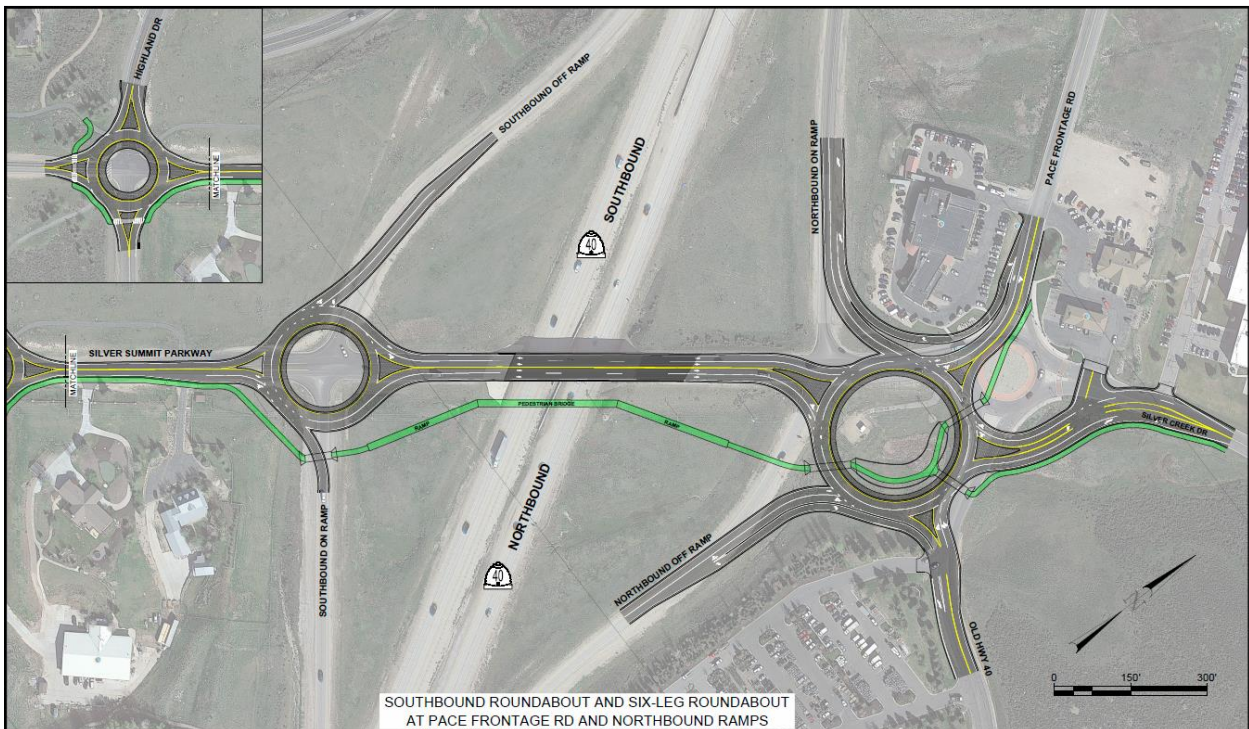 HIGHLAND DR
MATCHLINE
SOUTHBOUND OFF RAMP
SOUTHBOUND
40
NORTHBOUND ON RAMP
PACE FRONTAGE RD
SILVER SUMMIT PARKWAY
MATCHLINE
PEDESTRIAN BRIDGE
RAMP
RAMP
SILVER CREEK DR
SOUTHBOUND ON RAMP
NORTHBOUND
40
NORTHBOUND OFF RAMP
OLD HWY 40
0 150' 300'
SOUTHBOUND ROUNDABOUT AND SIX-LEG ROUNDABOUT
AT PACE FRONTAGE RD AND NORTHBOUND RAMPS